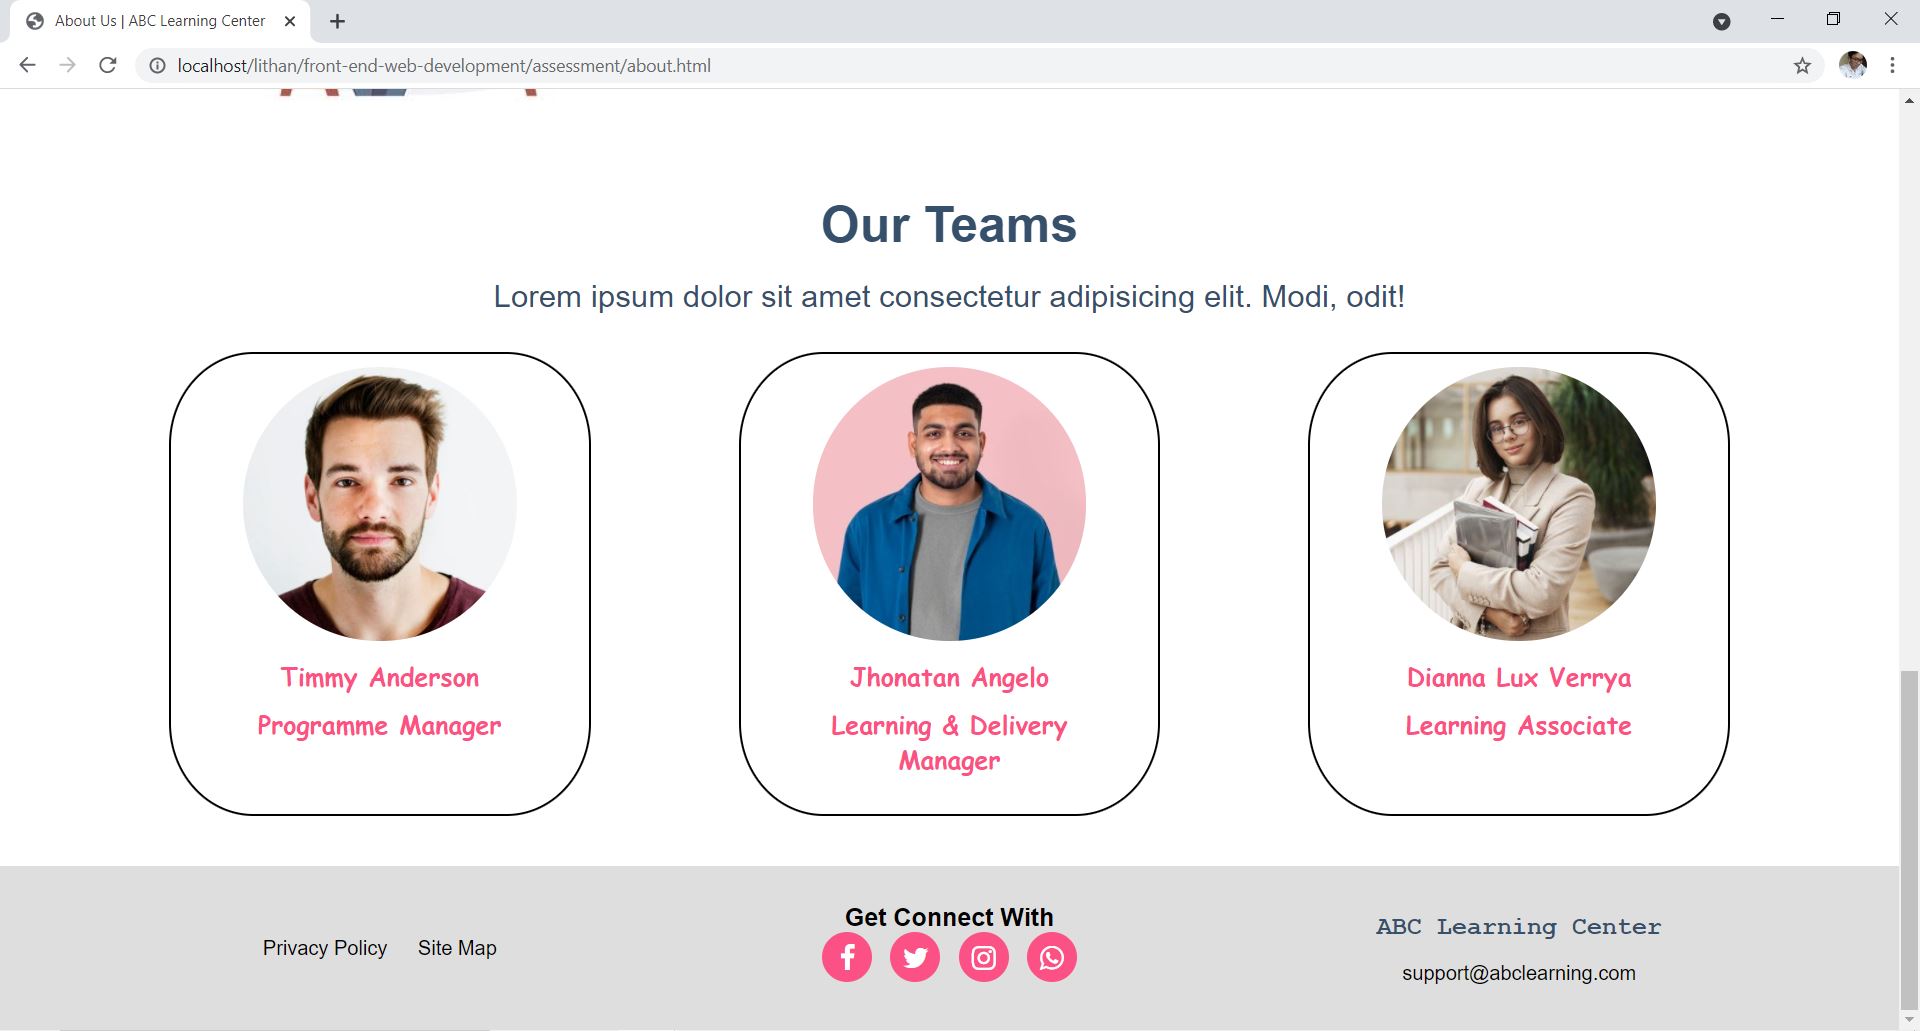 About Us | ABC Learning Center
localhost/lithan/front-end-web-development/assessment/about.html
Our Teams
Lorem ipsum dolor sit amet consectetur adipisicing elit. Modi, odit!
Timmy Anderson
Programme Manager
Jhonatan Angelo
Learning & Delivery
Manager
Dianna Lux Verrya
Learning Associate
Privacy Policy Site Map
Get Connect With
ABC Learning Center
support@abclearning.com